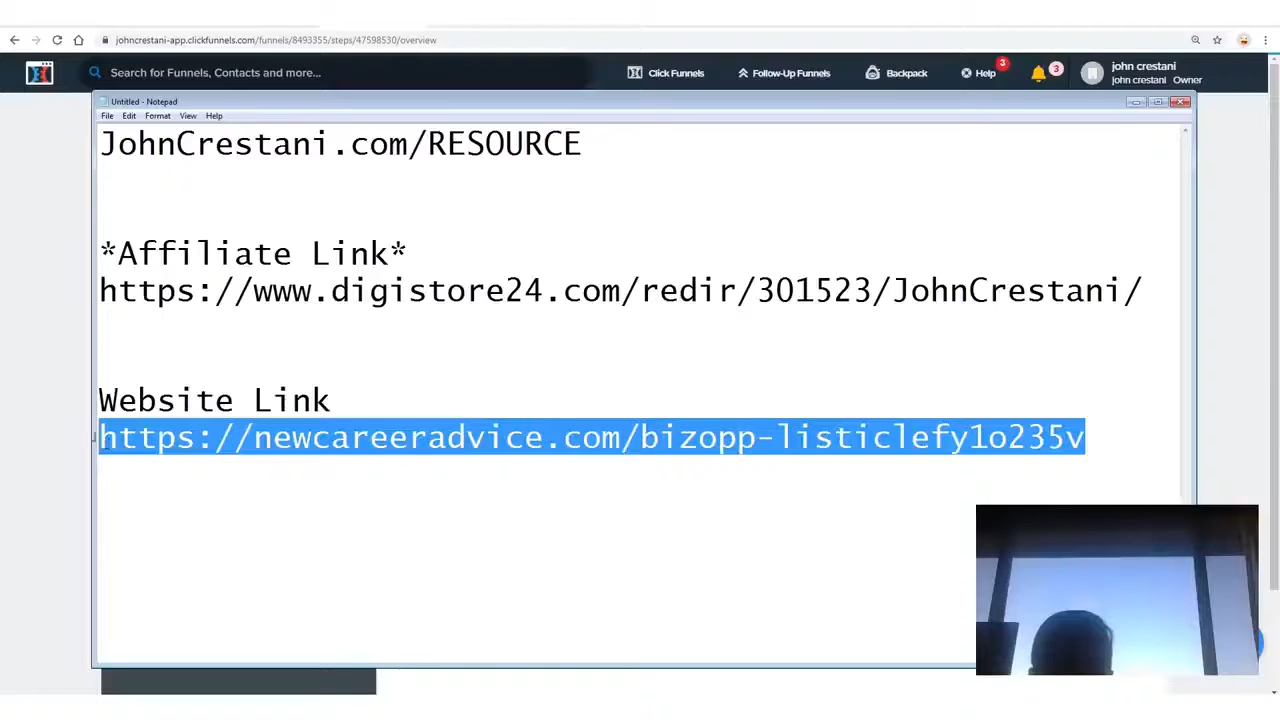 johncrestani-app.clickfunnels.com/funnels/8493355/steps/47598530/overview
Search for Funnels, Contacts and more...
Click Funnels
Follow-Up Funnels
Backpack
Help
3
3
john crestani
john crestani Owner
Untitled - Notepad
File Edit Format View Help
JohnCrestani.com/RESOURCE
*Affiliate Link*
https://www.digistore24.com/redir/301523/JohnCrestani/
Website Link
https://newcareeradvice.com/bizopp-listiclefy1o235v